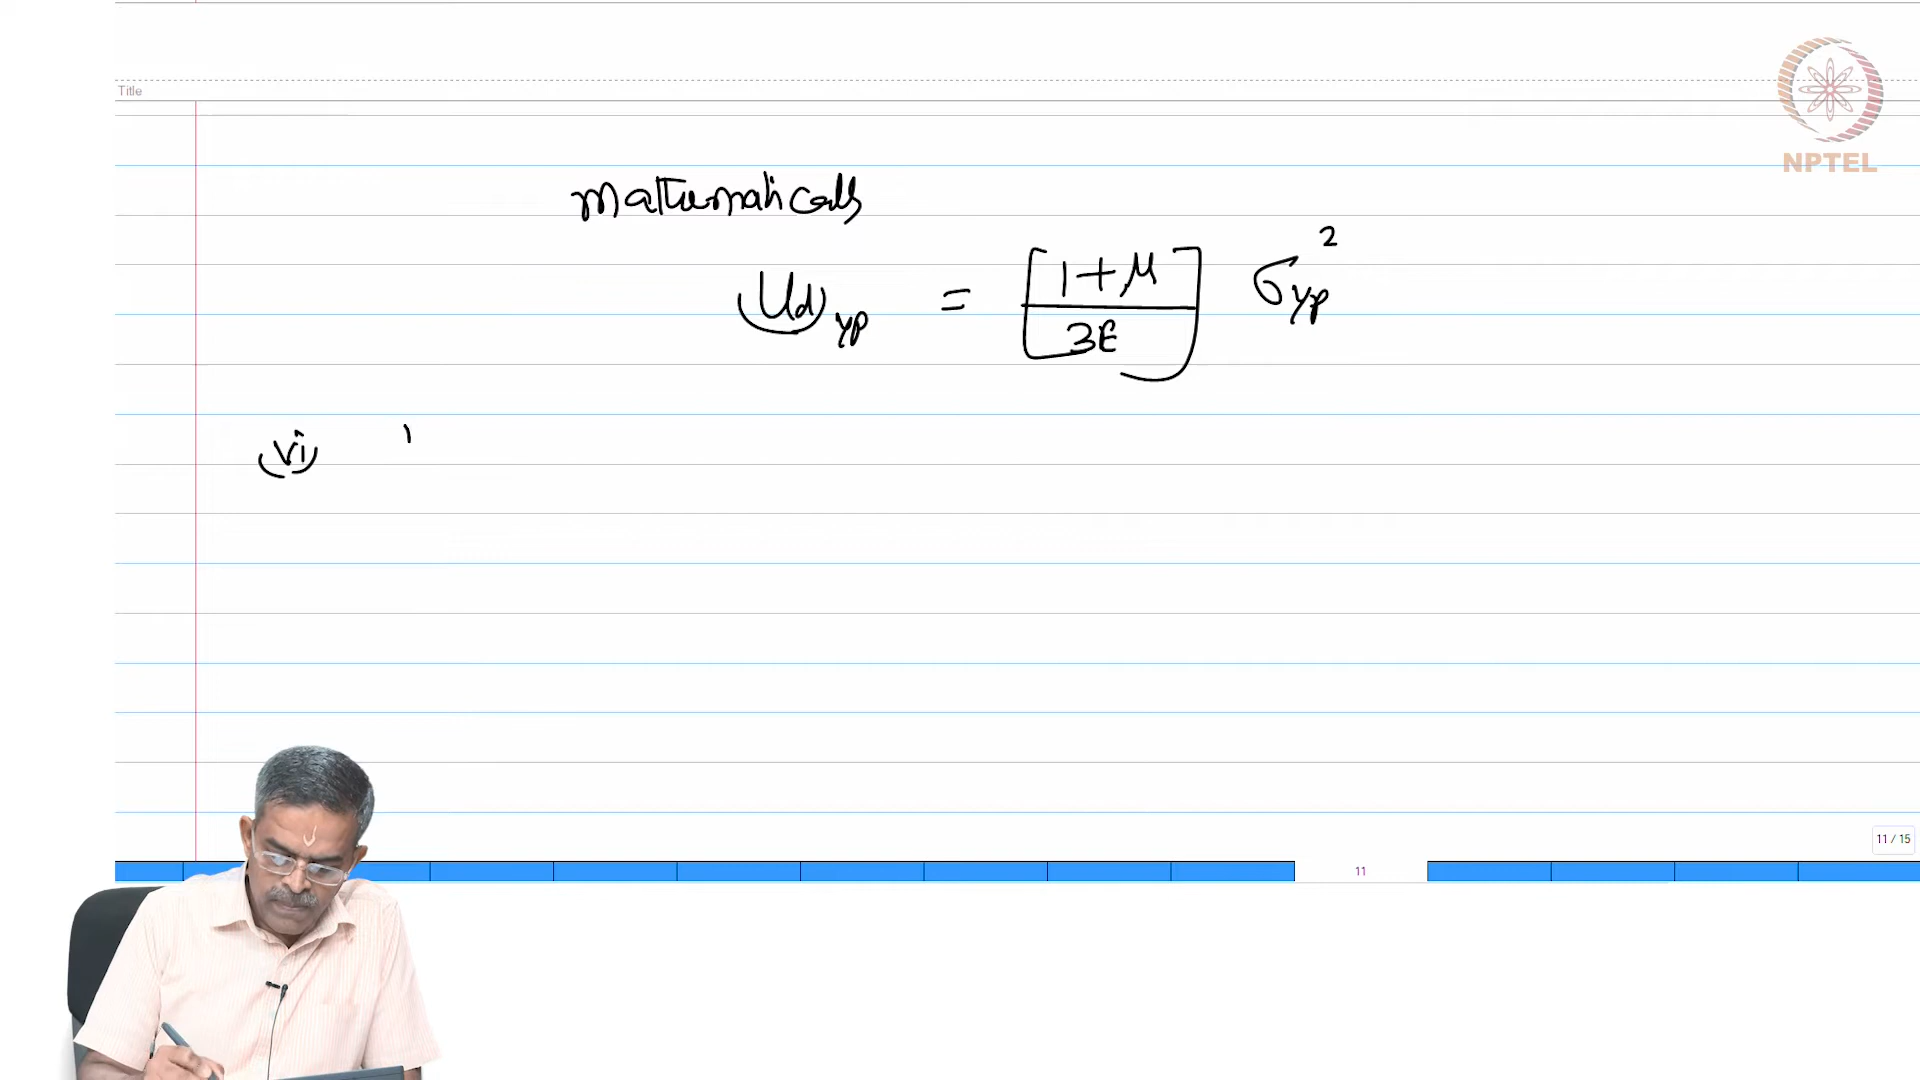 Title
NPTEL
mathematically
(Ud)yp = [1+μ / 3E] σyp²
(vi)
11 / 15
11